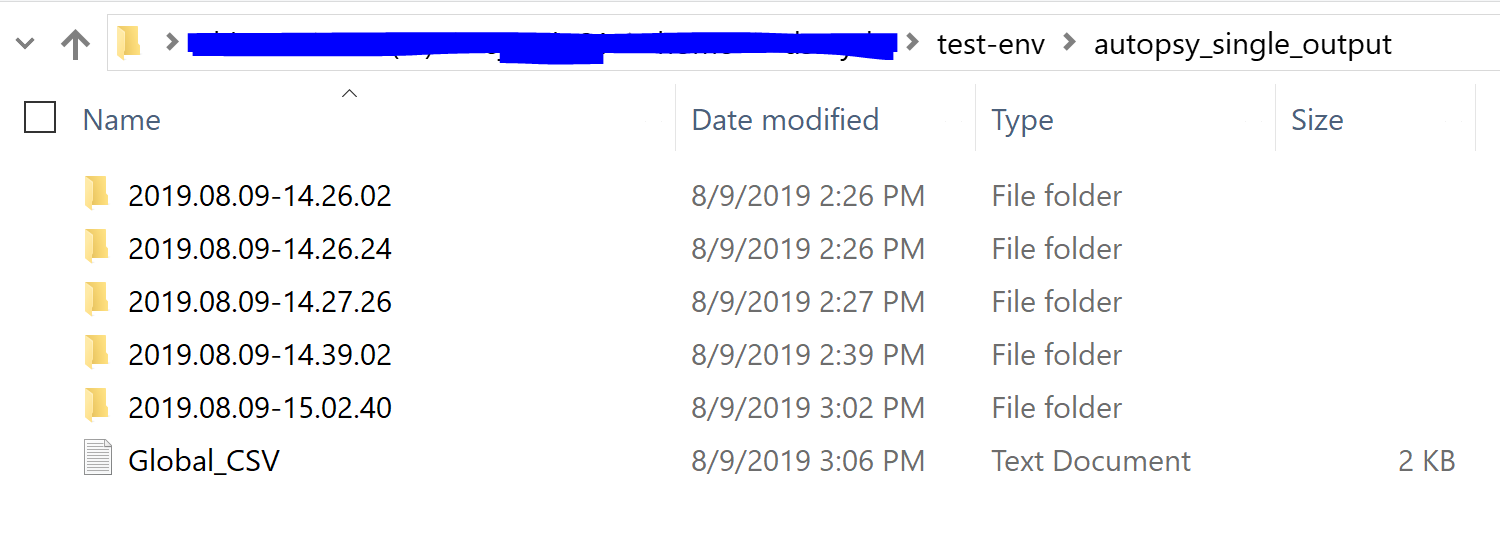 test-env autopsy_single_output
Name Date modified Type Size
2019.08.09-14.26.02 8/9/2019 2:26 PM File folder
2019.08.09-14.26.24 8/9/2019 2:26 PM File folder
2019.08.09-14.27.26 8/9/2019 2:27 PM File folder
2019.08.09-14.39.02 8/9/2019 2:39 PM File folder
2019.08.09-15.02.40 8/9/2019 3:02 PM File folder
Global_CSV 8/9/2019 3:06 PM Text Document 2 KB